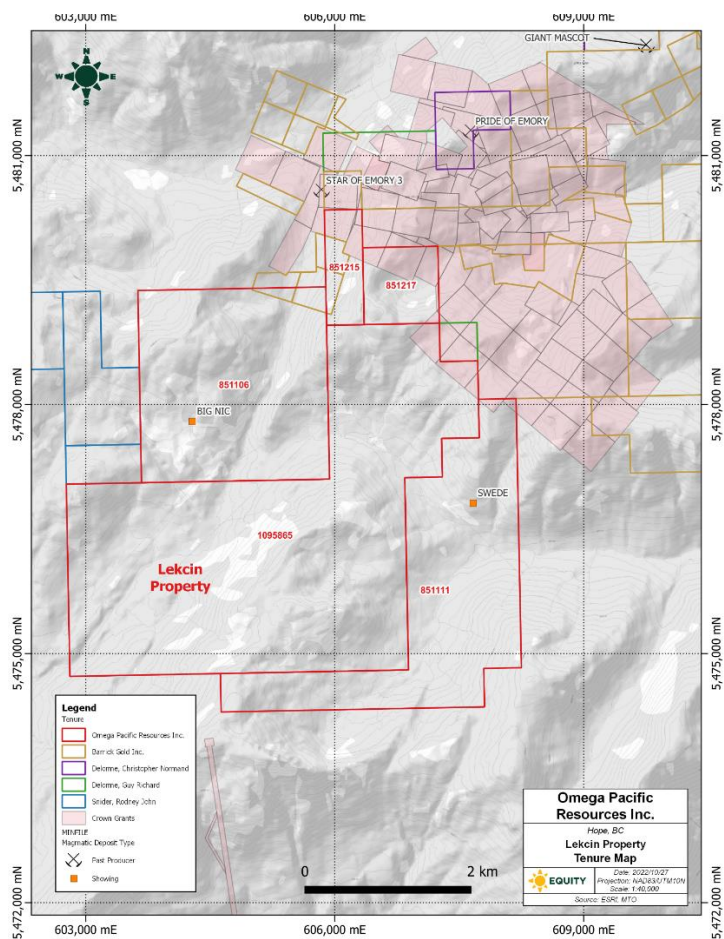 603,000 mE
606,000 mE
609,000 mE
GIANT MASCOT
N
W E
S
PRIDE OF EMORY
5,481,000 mN
5,481,000 mN
STAR OF EMORY 3
851215
851217
851106
5,478,000 mN
5,478,000 mN
BIG NIC
SWEDE
1095865
Lekcin
Property
851111
5,475,000 mN
5,475,000 mN
Legend
Tenure
Omega Pacific Resources Inc.
Barrick Gold Inc.
Delorme, Christopher Normand
Delorme, Guy Richard
Snider, Rodney John
Crown Grants
MINFILE
Magmatic Deposit Type
Past Producer
Showing
0 2 km
Omega Pacific
Resources Inc.
Hope, BC
Lekcin Property
Tenure Map
EQUITY
Date: 2022/10/27
Projection: NAD83/UTM10N
Scale: 1:40,000
Source: ESRI, MTO
5,472,000 mN
5,472,000 mN
603,000 mE
606,000 mE
609,000 mE